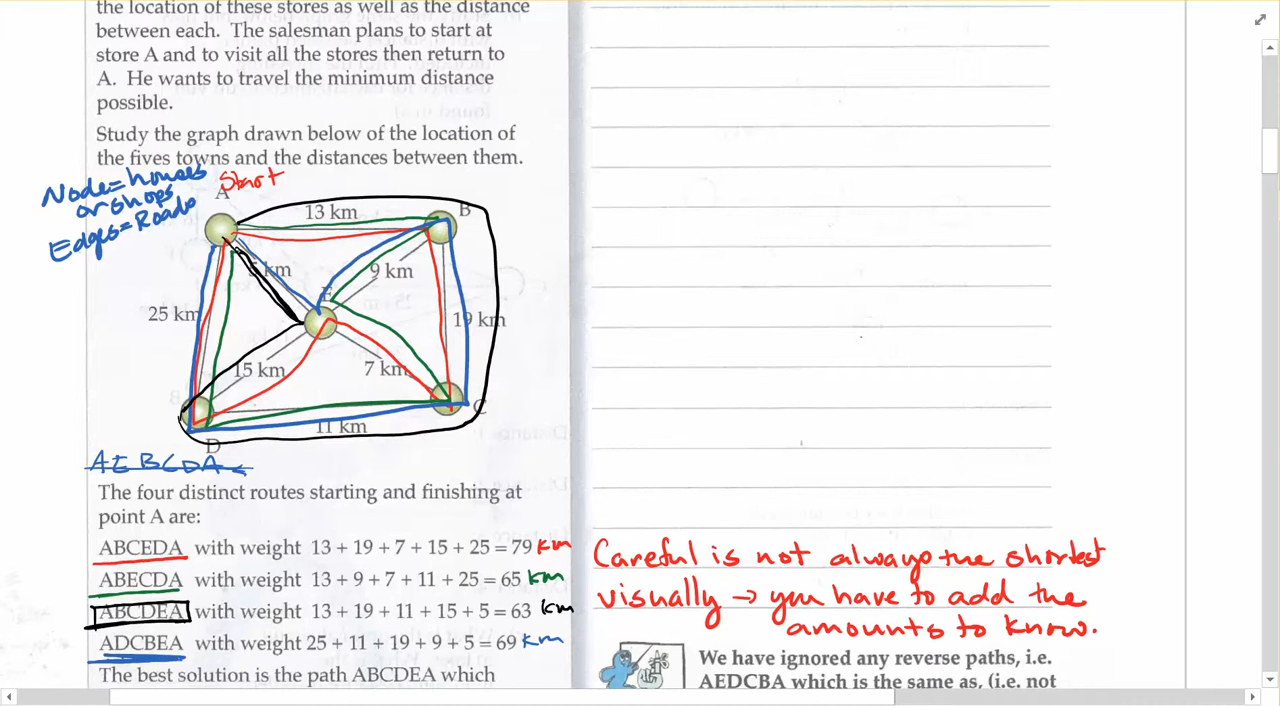 the location of these stores as well as the distance
between each. The salesman plans to start at
store A and to visit all the stores then return to
A. He wants to travel the minimum distance
possible.
Study the graph drawn below of the location of
the fives towns and the distances between them.
Node=houses
or shops
Edges=Roads
Start
A
13 km
B
5 km
9 km
E
25 km
19 km
15 km
7 km
B
C
11 km
D
AEBCDA
The four distinct routes starting and finishing at
point A are:
ABCEDA with weight 13 + 19 + 7 + 15 + 25 = 79 km
ABECDA with weight 13 + 9 + 7 + 11 + 25 = 65 km
ABCDEA with weight 13 + 19 + 11 + 15 + 5 = 63 km
ADCBEA with weight 25 + 11 + 19 + 9 + 5 = 69 km
The best solution is the path ABCDEA which
Careful is not always the shortest
visually → you have to add the
amounts to know.
We have ignored any reverse paths, i.e.
AEDCBA which is the same as, (i.e. not